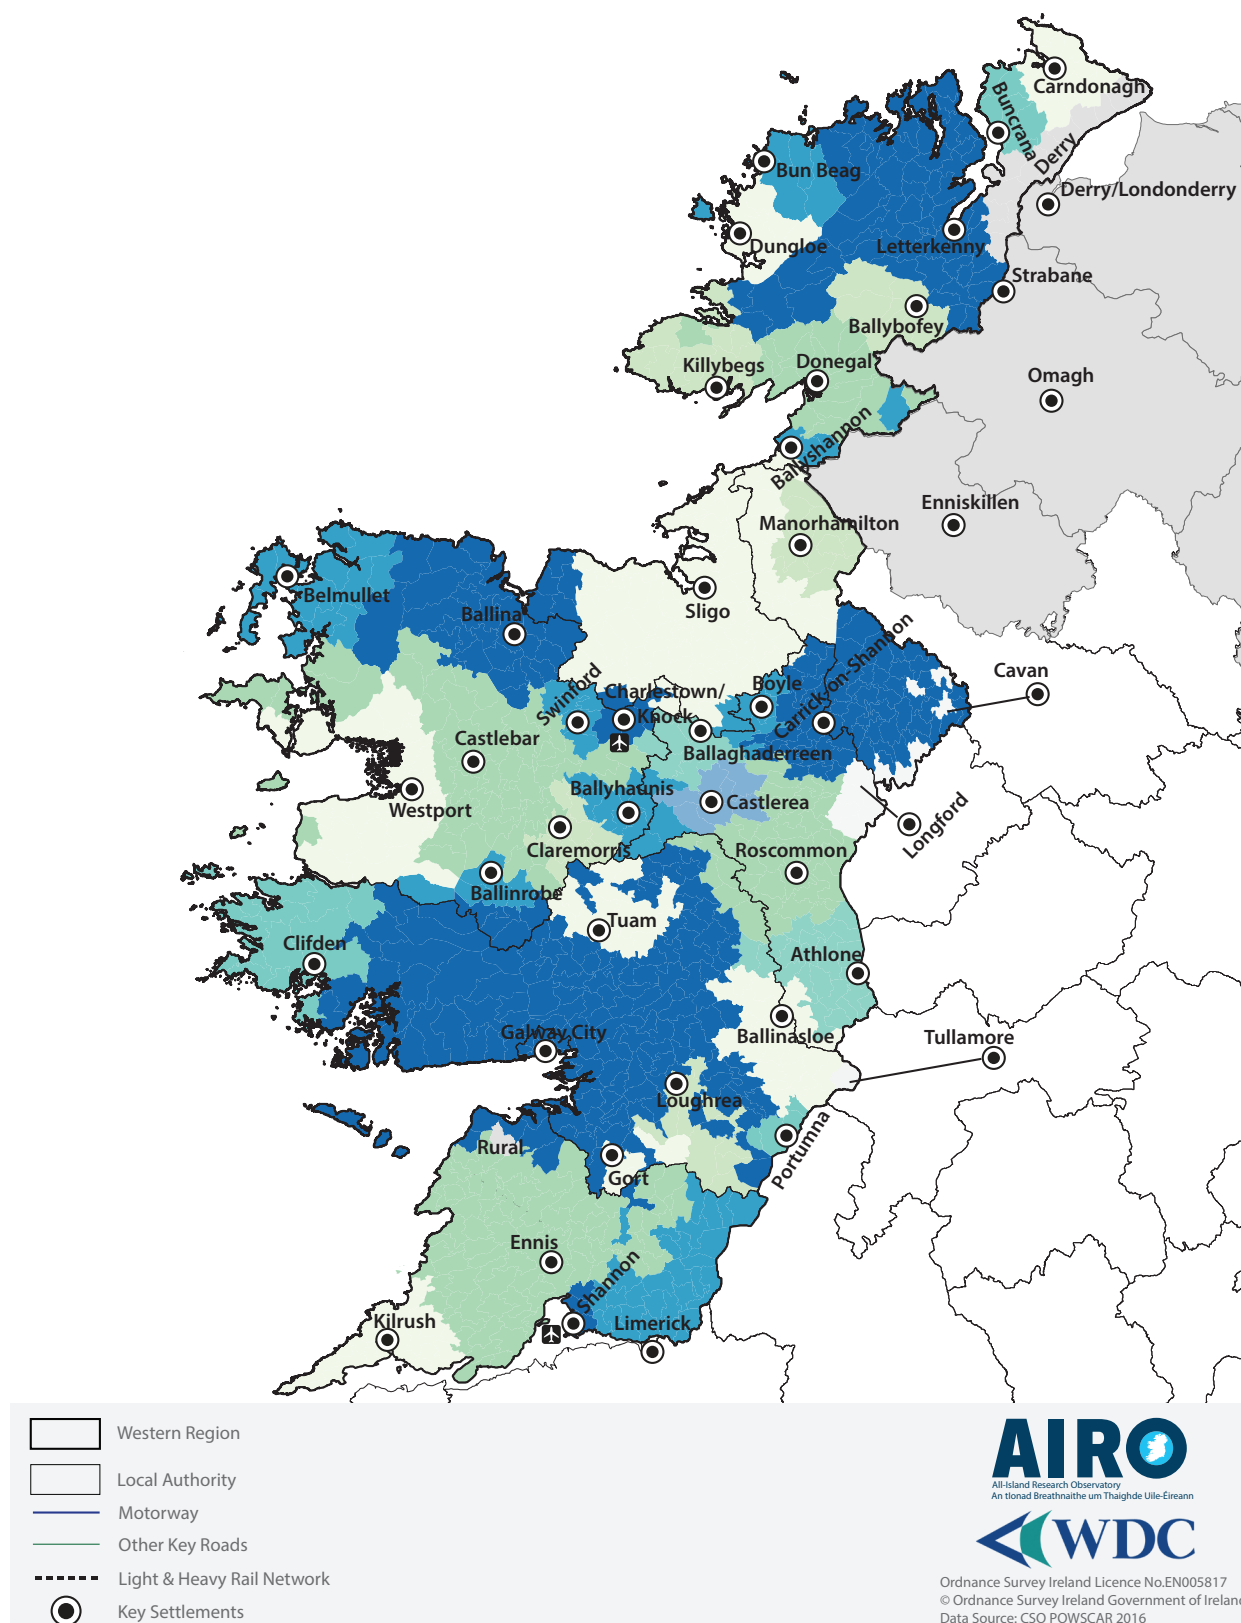 Carndonagh
Buncrana
Derry
Bun Beag
Derry/Londonderry
Dungloe
Letterkenny
Strabane
Ballybofey
Killybegs
Donegal
Omagh
Ballyshannon
Enniskillen
Manorhamilton
Belmullet
Ballina
Sligo
Carrick-on-Shannon
Cavan
Swinford
Charlestown/
Knock
Boyle
Castlebar
Ballaghaderreen
Westport
Ballyhaunis
Castlerea
Longford
Claremorris
Roscommon
Ballinrobe
Tuam
Clifden
Athlone
Galway City
Ballinasloe
Tullamore
Loughrea
Portumna
Rural
Gort
Ennis
Shannon
Kilrush
Limerick
Western Region
Local Authority
Motorway
Other Key Roads
Light & Heavy Rail Network
Key Settlements
AIRO
All-Island Research Observatory
An tIonad Breathnaithe um Thaighde Uile-Éireann
WDC
Ordnance Survey Ireland Licence No.EN005817
© Ordnance Survey Ireland Government of Ireland
Data Source: CSO POWSCAR 2016